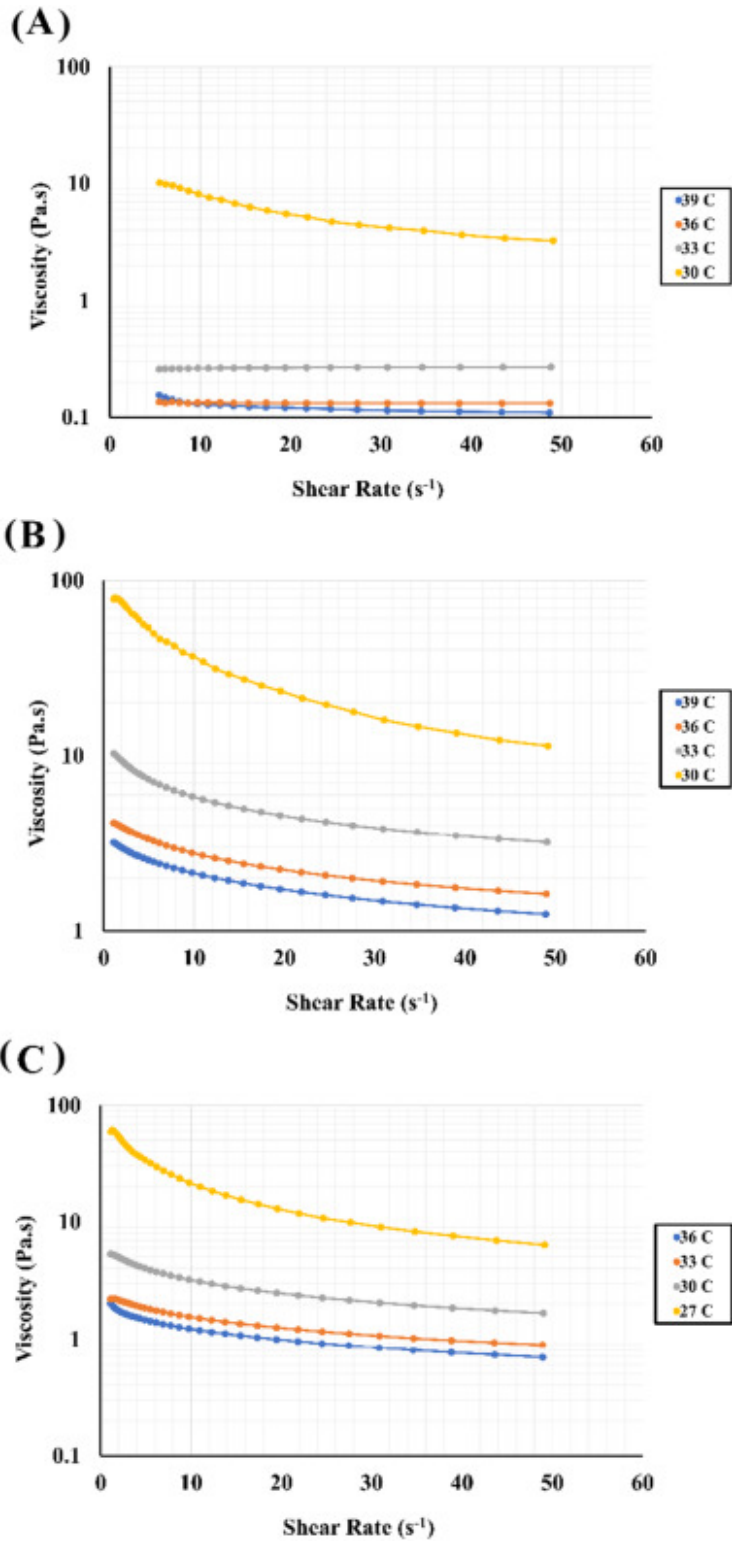 (A)
100
10
1
0.1
Viscosity (Pa.s)
0 10 20 30 40 50 60
Shear Rate (s-1)
39 C
36 C
33 C
30 C
(B)
100
10
1
Viscosity (Pa.s)
0 10 20 30 40 50 60
Shear Rate (s-1)
39 C
36 C
33 C
30 C
(C)
100
10
1
0.1
Viscosity (Pa.s)
0 10 20 30 40 50 60
Shear Rate (s-1)
36 C
33 C
30 C
27 C